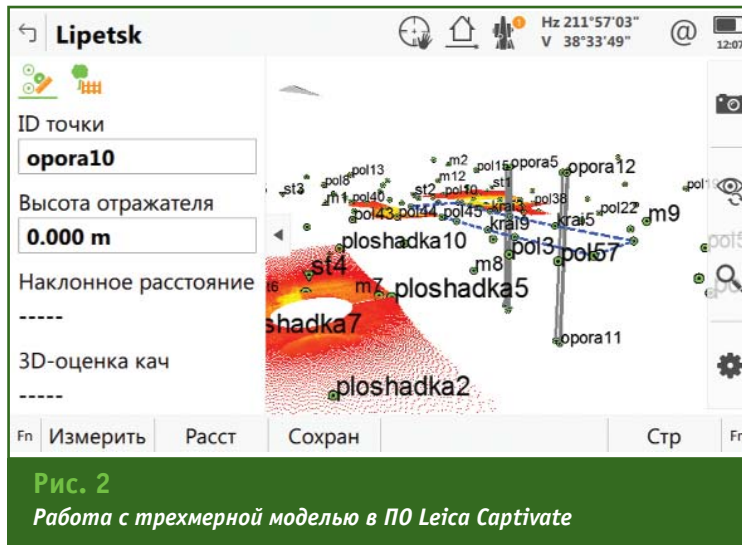 Lipetsk
Hz 211°57'03"
V 38°33'49"
@
12:07
ID точки
opora10
Высота отражателя
0.000 m
Наклонное расстояние
-----
3D-оценка кач
-----
m2
pol13
pol15
opora5
opora12
pol8
m12
st1
st3
m1
pol40
st2
pol10
krai3
pol38
pol43
pol44
pol45
krai9
krai5
pol22
m9
ploshadka10
pol3
pol57
st4
m8
m7
ploshadka5
shadka7
opora11
ploshadka2
Fn
Измерить
Расст
Сохран
Стр
Рис. 2
Работа с трехмерной моделью в ПО Leica Captivate